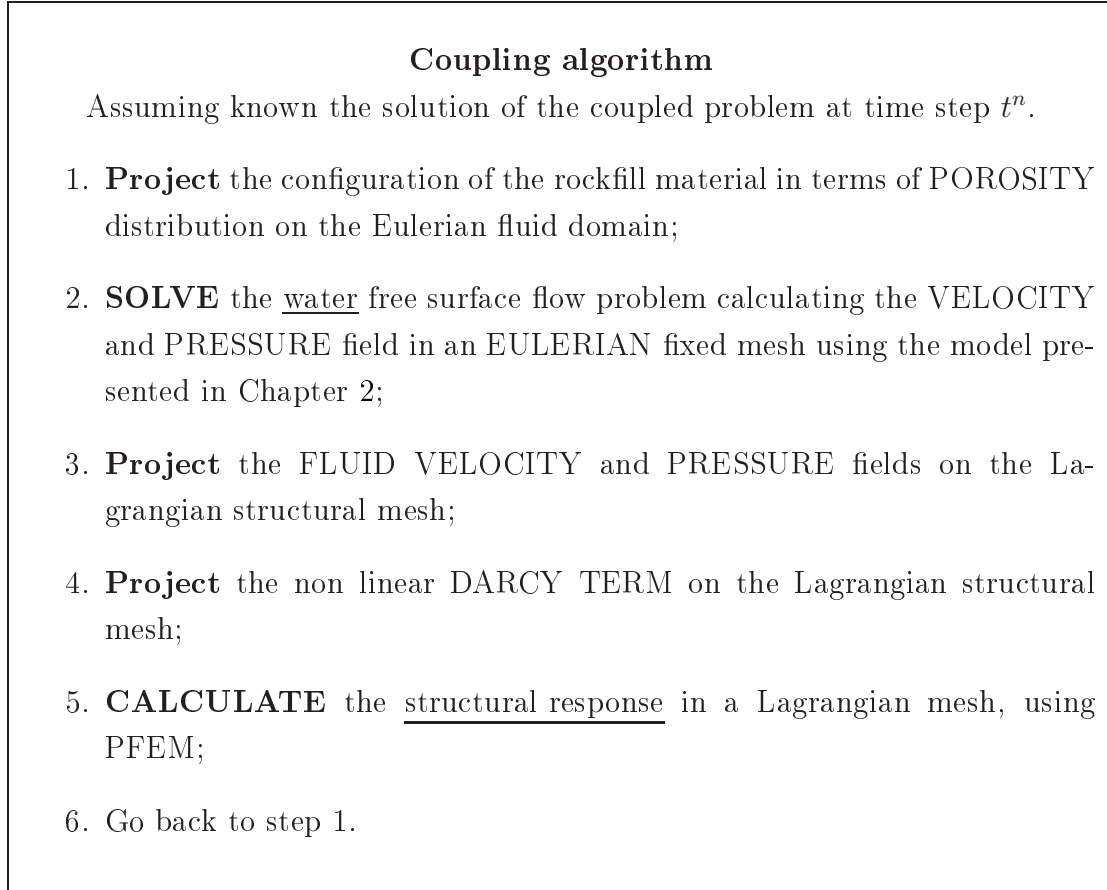 Coupling algorithm
Assuming known the solution of the coupled problem at time step tⁿ.
1. Project the configuration of the rockfill material in terms of POROSITY
distribution on the Eulerian fluid domain;
2. SOLVE the water free surface flow problem calculating the VELOCITY
and PRESSURE field in an EULERIAN fixed mesh using the model pre-
sented in Chapter 2;
3. Project the FLUID VELOCITY and PRESSURE fields on the La-
grangian structural mesh;
4. Project the non linear DARCY TERM on the Lagrangian structural
mesh;
5. CALCULATE the structural response in a Lagrangian mesh, using
PFEM;
6. Go back to step 1.